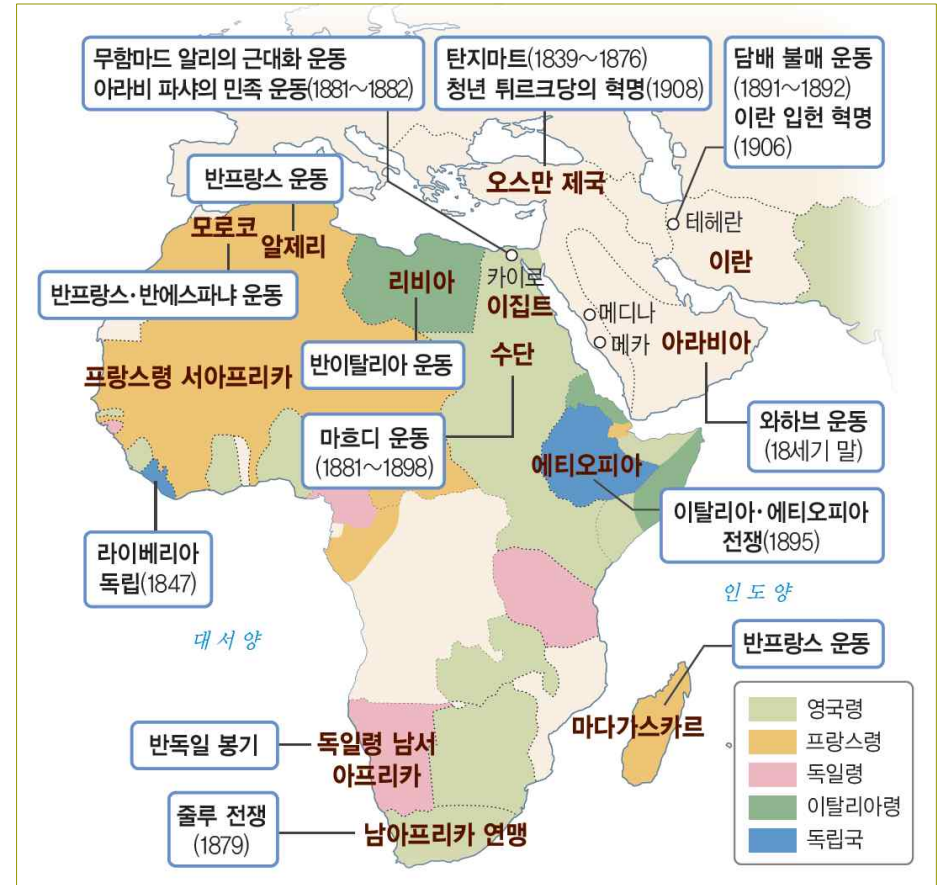 무함마드 알리의 근대화 운동
아라비 파샤의 민족 운동(1881~1882)
탄지마트(1839~1876)
청년 튀르크당의 혁명(1908)
담배 불매 운동
(1891~1892)
이란 입헌 혁명
(1906)
반프랑스 운동
오스만 제국
모로코
알제리
테헤란
이란
반프랑스·반에스파냐 운동
리비아
카이로
이집트
메디나
메카
아라비아
수단
반이탈리아 운동
프랑스령 서아프리카
마흐디 운동
(1881~1898)
와하브 운동
(18세기 말)
에티오피아
이탈리아·에티오피아
전쟁(1895)
라이베리아
독립(1847)
인도양
대서양
반프랑스 운동
마다가스카르
영국령
프랑스령
독일령
이탈리아령
독립국
반독일 봉기
독일령 남서
아프리카
줄루 전쟁
(1879)
남아프리카 연맹